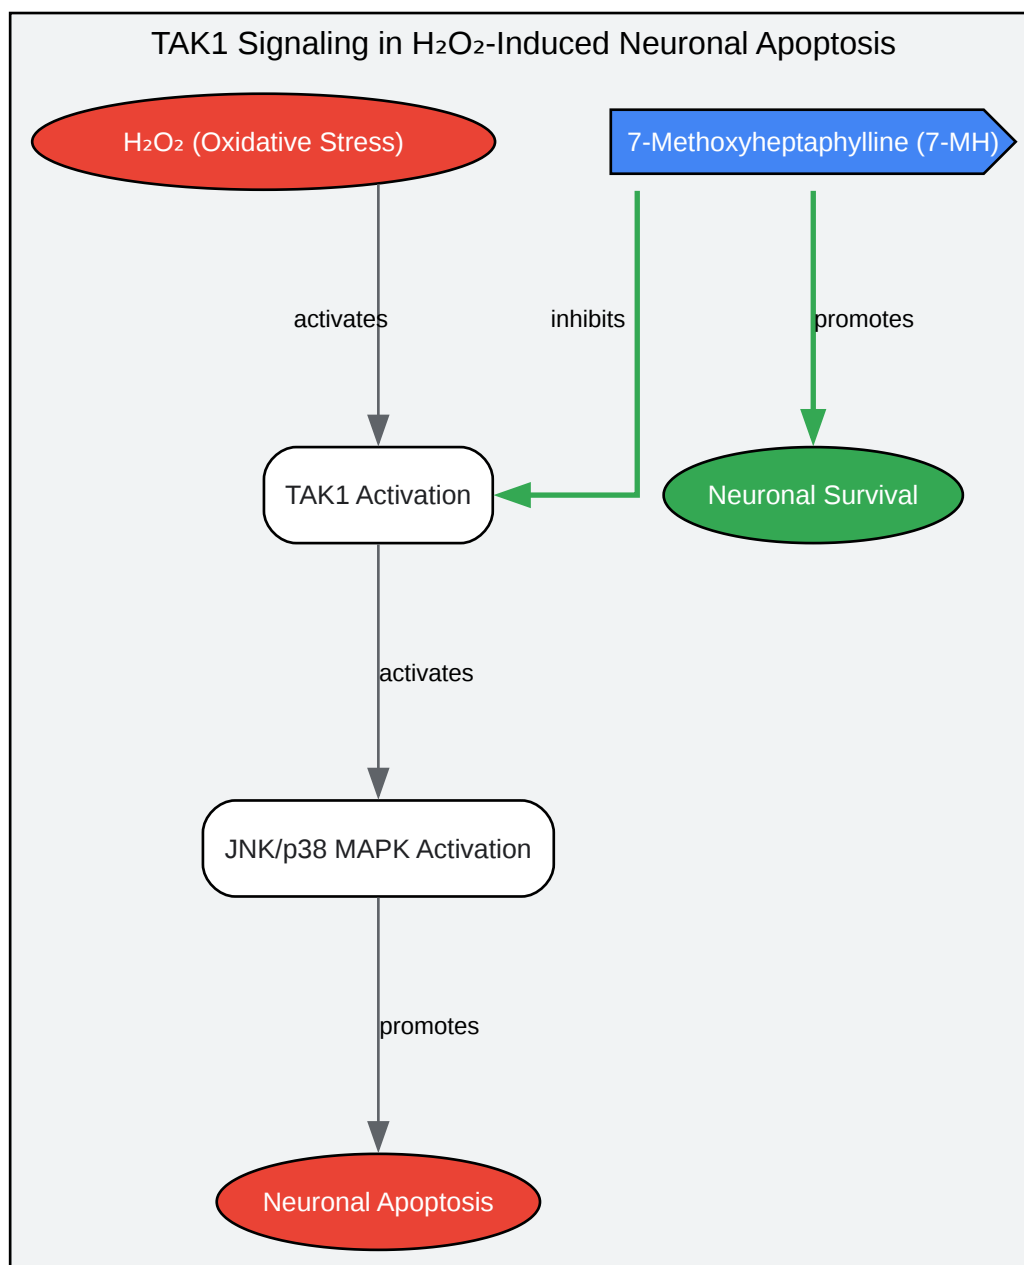 TAK1 Signaling in H₂O₂-Induced Neuronal Apoptosis
H₂O₂ (Oxidative Stress)
7-Methoxyheptaphylline (7-MH)
activates
inhibits
promotes
TAK1 Activation
Neuronal Survival
activates
JNK/p38 MAPK Activation
promotes
Neuronal Apoptosis